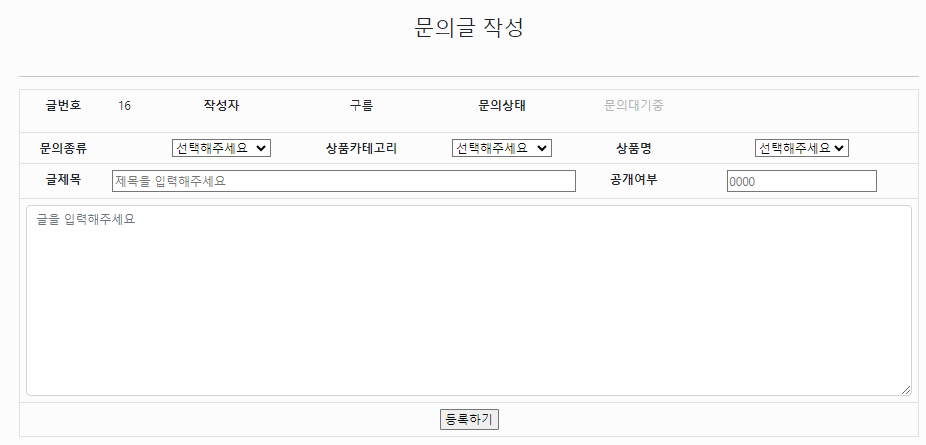 문의글 작성
글번호 16 작성자 구름 문의상태 문의대기중
문의종류 선택해주세요 상품카테고리 선택해주세요 상품명 선택해주세요
글제목 제목을 입력해주세요 공개여부 0000
글을 입력해주세요
등록하기